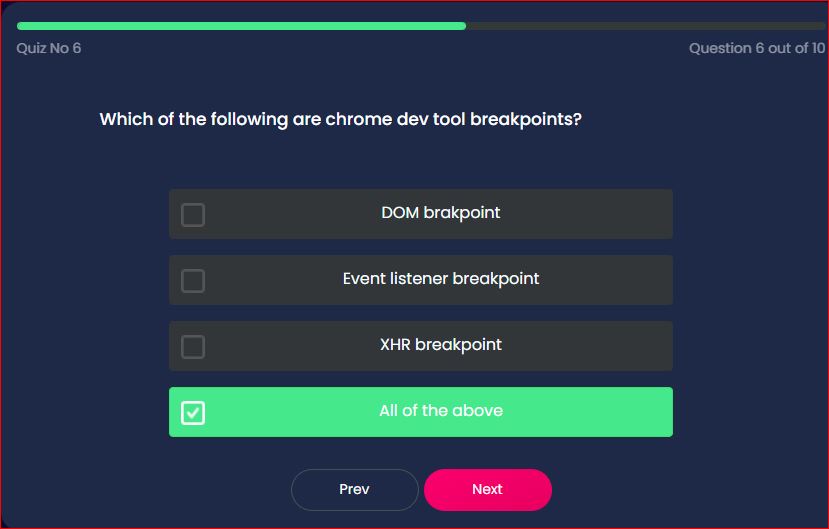 Quiz No 6
Question 6 out of 10
Which of the following are chrome dev tool breakpoints?
DOM brakpoint
Event listener breakpoint
XHR breakpoint
All of the above
Prev
Next